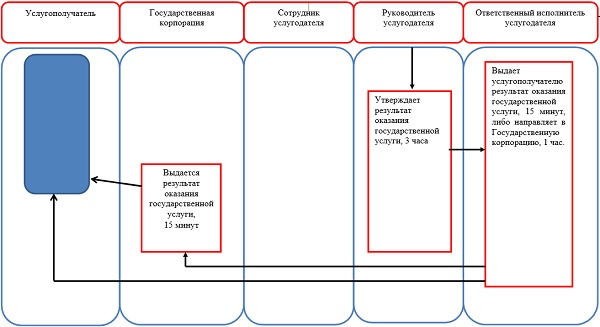 Услугополучатель
Государственная
корпорация
Сотрудник
услугодателя
Руководитель
услугодателя
Ответственный исполнитель
услугодателя
Выдает
услугополучателю
результат оказания
государственной
услуги, 15 минут,
либо направляет в
Государственную
корпорацию, 1 час.
Утверждает
результат
оказания
государственной
услуги, 3 часа
Выдается
результат
оказания
государственной
услуги,
15 минут